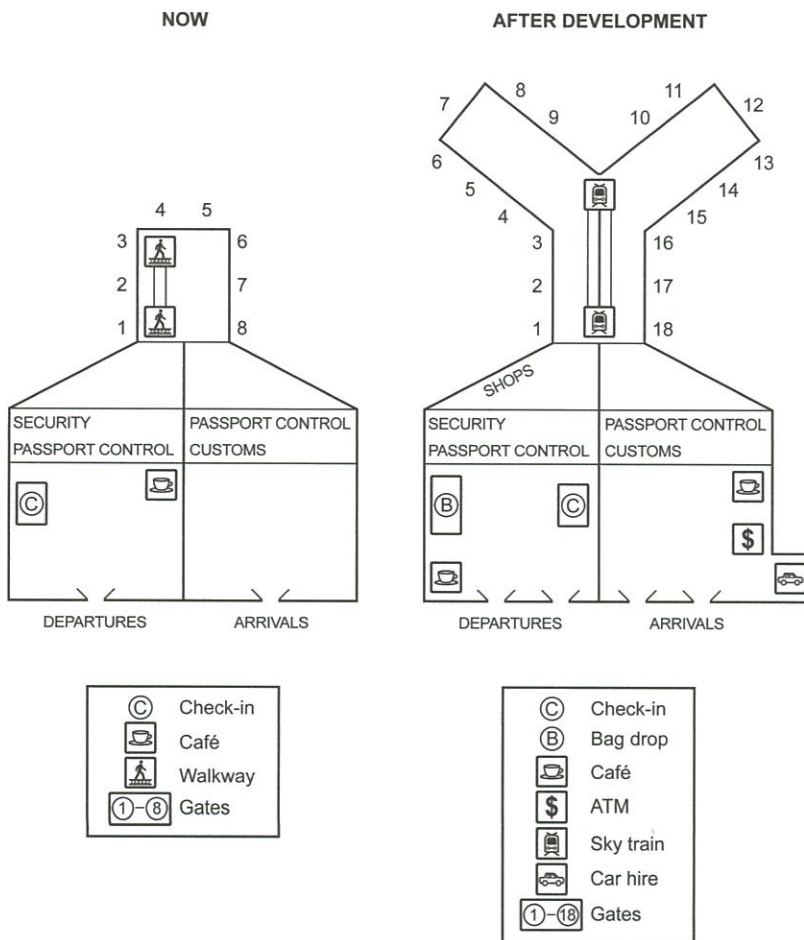 NOW
4 5
3 6
2 7
1 8
SECURITY
PASSPORT CONTROL
PASSPORT CONTROL
CUSTOMS
C
DEPARTURES
ARRIVALS
C Check-in
Café
Walkway
1–8 Gates
AFTER DEVELOPMENT
8 11
7 12
9 10
6 13
5 14
4 15
3 16
2 17
1 18
SHOPS
SECURITY
PASSPORT CONTROL
PASSPORT CONTROL
CUSTOMS
B
C
$
DEPARTURES
ARRIVALS
C Check-in
B Bag drop
Café
$ ATM
Sky train
Car hire
1–18 Gates